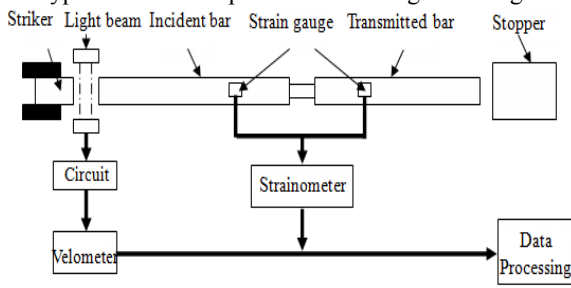 Striker Light beam Incident bar Strain gauge Transmitted bar Stopper
Circuit
Strainometer
Velometer
Data
Processing